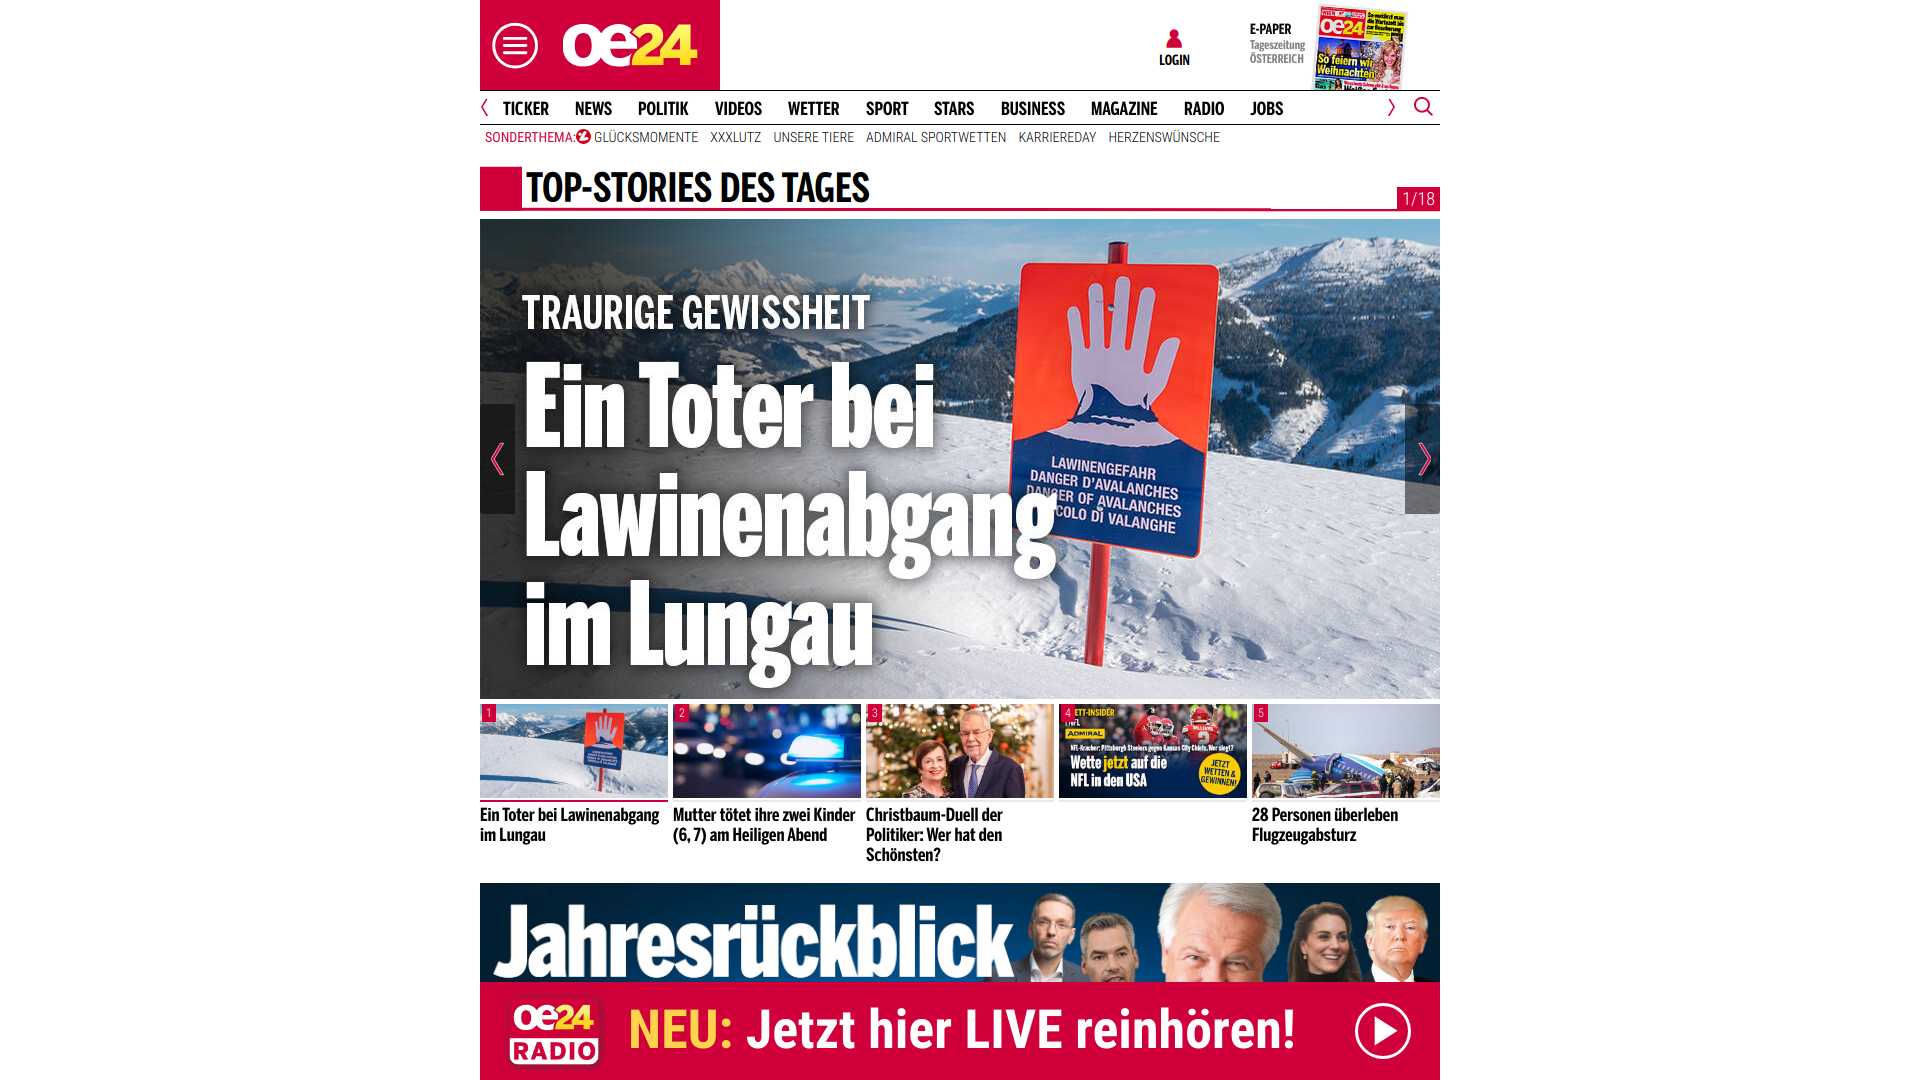 oe24
LOGIN
E-PAPER
Tageszeitung
ÖSTERREICH
oe24
So feiern wir
Weihnachten
TICKER NEWS POLITIK VIDEOS WETTER SPORT STARS BUSINESS MAGAZINE RADIO JOBS
SONDERTHEMA: GLÜCKSMOMENTE XXXLUTZ UNSERE TIERE ADMIRAL SPORTWETTEN KARRIEREDAY HERZENSWÜNSCHE
TOP-STORIES DES TAGES
1/18
TRAURIGE GEWISSHEIT
Ein Toter bei
Lawinenabgang
im Lungau
LAWINENGEFAHR
DANGER D'AVALANCHES
DANGER OF AVALANCHES
COLO DI VALANGHE
1
2
3
4
5
ETT-INSIDER
NFL
ADMIRAL
NFL-Kracher: Pittsburgh Steelers gegen Kansas City Chiefs. Wer siegt?
Wette jetzt auf die
NFL in den USA
JETZT
WETTEN &
GEWINNEN!
Ein Toter bei Lawinenabgang
im Lungau
Mutter tötet ihre zwei Kinder
(6, 7) am Heiligen Abend
Christbaum-Duell der
Politiker: Wer hat den
Schönsten?
28 Personen überleben
Flugzeugabsturz
Jahresrückblick
oe24
RADIO
NEU: Jetzt hier LIVE reinhören!